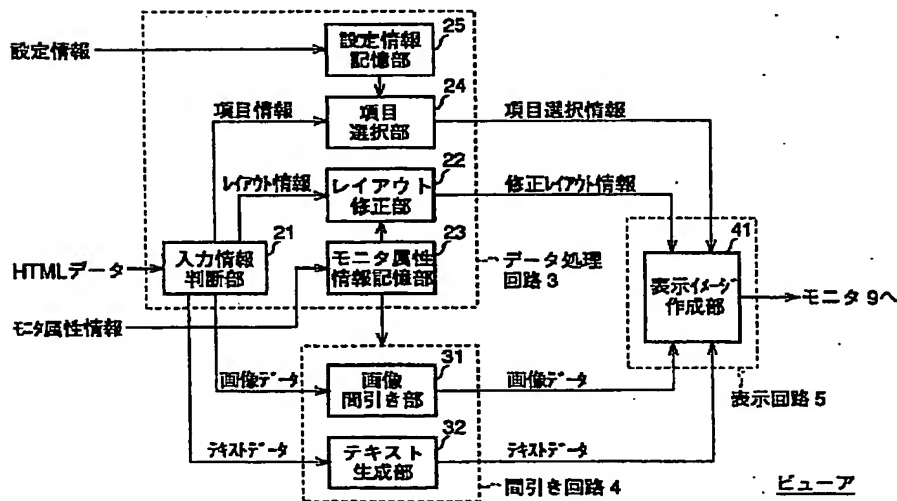 25
設定情報
設定情報
記憶部
24
項目情報
項目
選択部
項目選択情報
22
レイアウト情報
レイアウト
修正部
修正レイアウト情報
21
23
41
HTMLデータ
入力情報
判断部
モニタ属性
情報記憶部
データ処理
回路3
表示イメージ
作成部
モニタ9へ
モニタ属性情報
31
画像データ
画像
間引き部
画像データ
表示回路5
32
テキストデータ
テキスト
生成部
テキストデータ
間引き回路4
ビューア